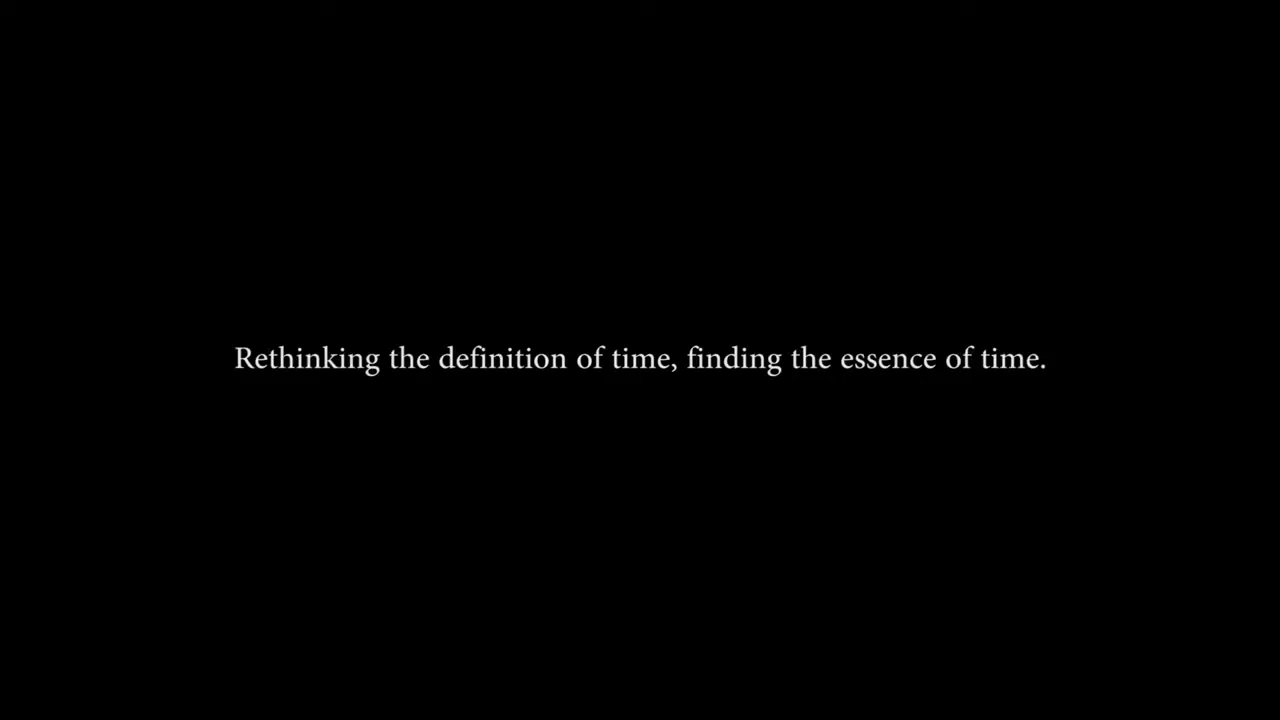 Rethinking the definition of time, finding the essence of time.